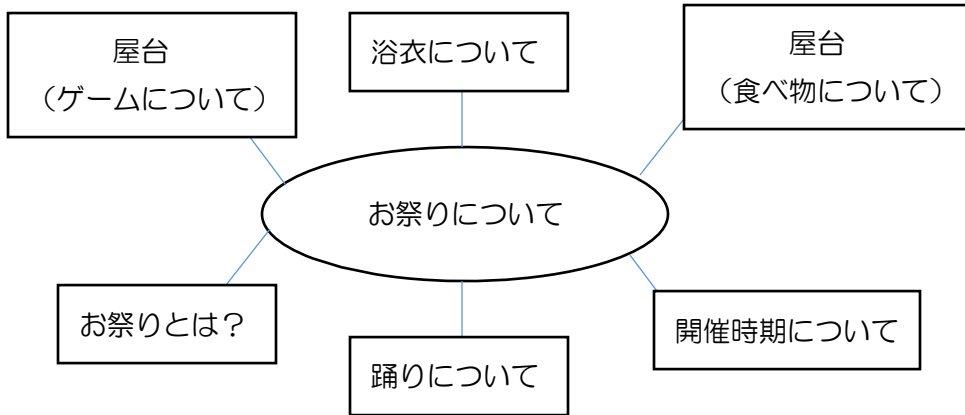 屋台
（ゲームについて）
浴衣について
屋台
（食べ物について）
お祭りについて
お祭りとは？
踊りについて
開催時期について